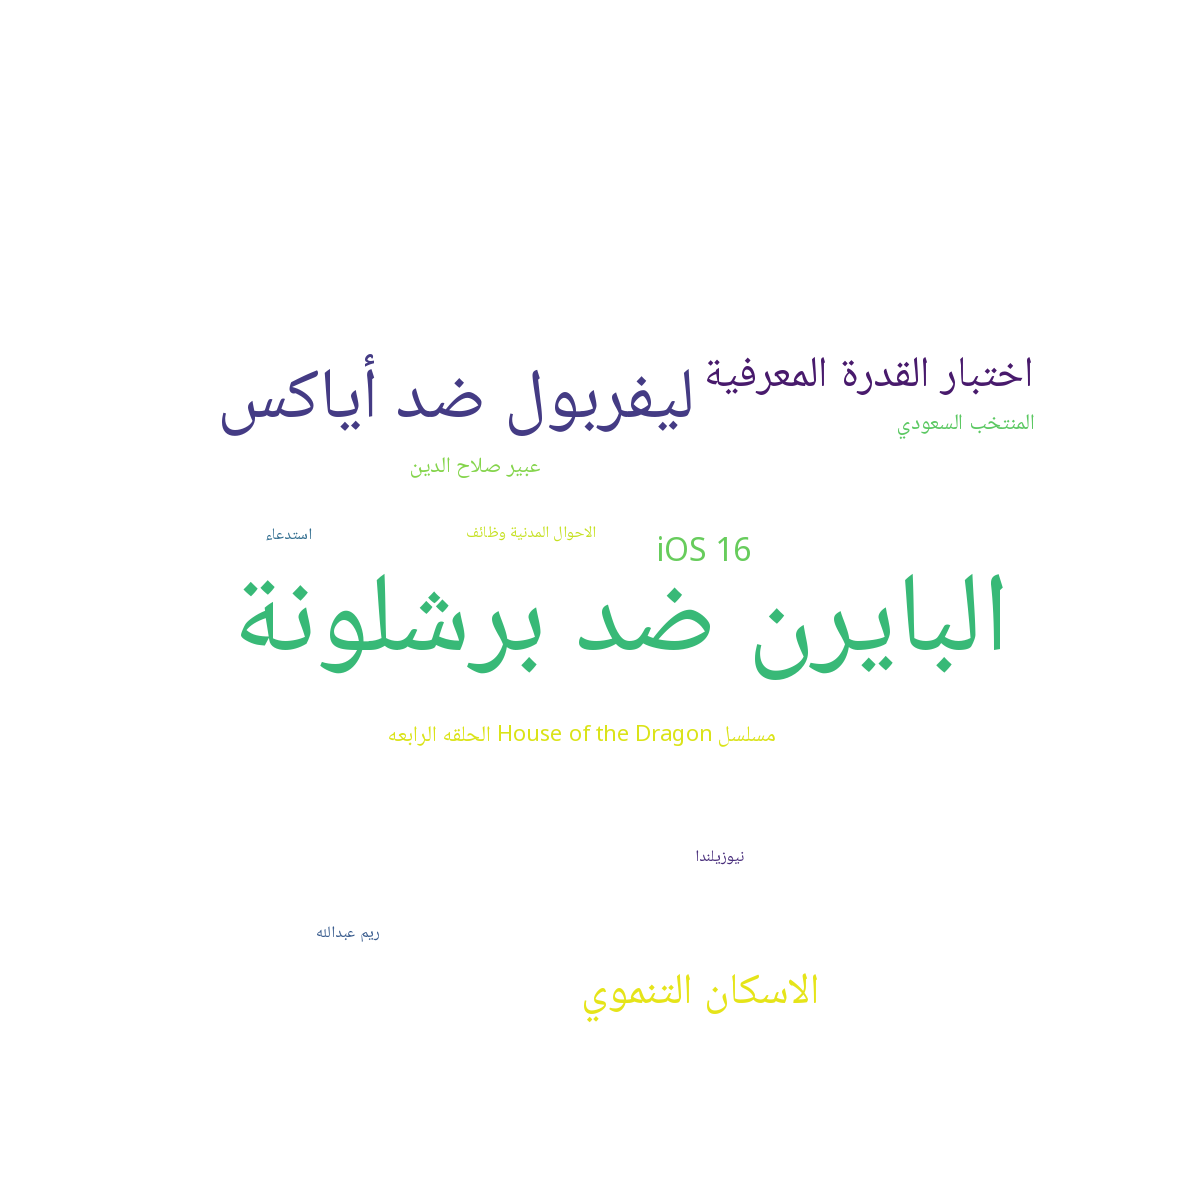 اختبار القدرة المعرفية
ليفربول ضد أياكس
المنتخب السعودي
عبير صلاح الدين
الاحوال المدنية وظائف
استدعاء
iOS 16
البايرن ضد برشلونة
مسلسل House of the Dragon الحلقه الرابعه
نيوزيلندا
ريم عبدالله
الاسكان التنموي